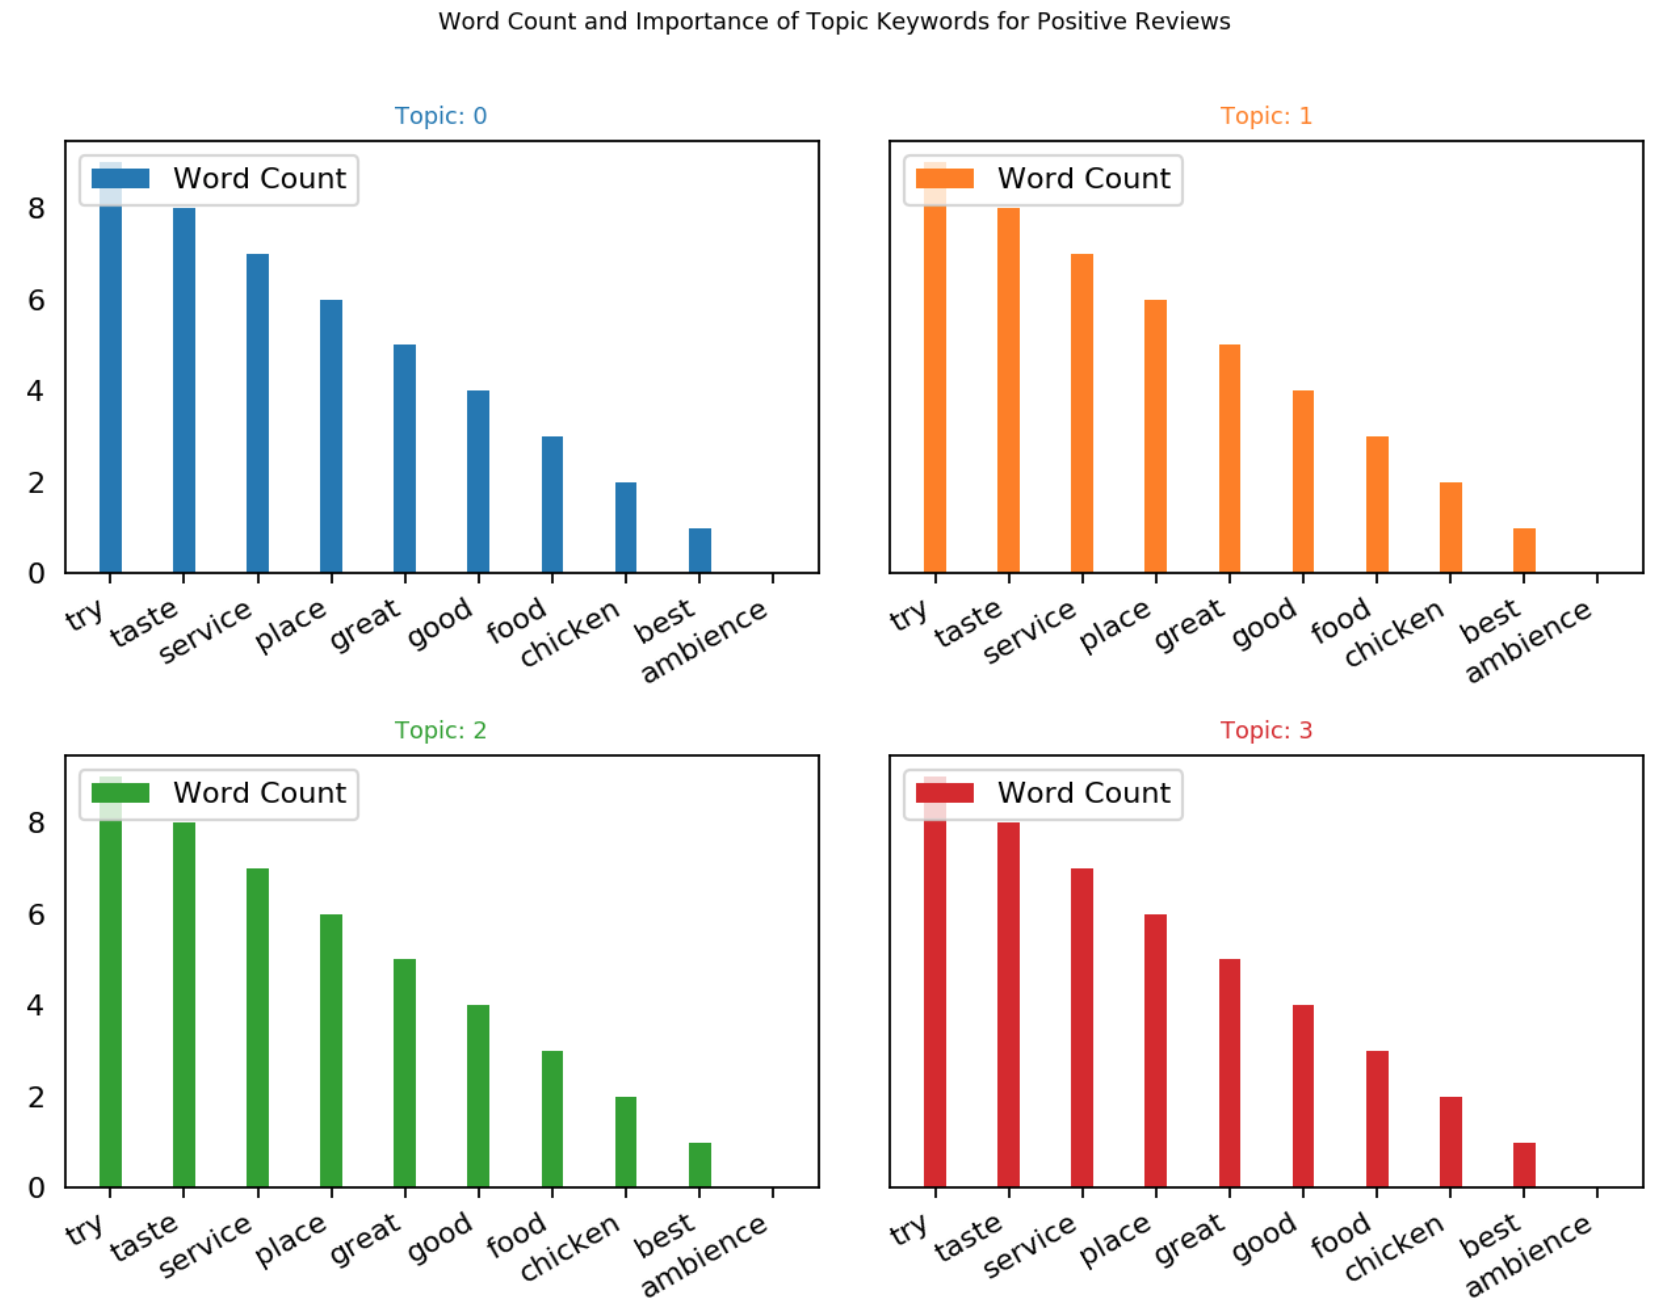 Word Count and Importance of Topic Keywords for Positive Reviews
Topic: 0
Word Count
8
6
4
2
0
try
taste
service
place
great
good
food
chicken
best
ambience
Topic: 1
Word Count
try
taste
service
place
great
good
food
chicken
best
ambience
Topic: 2
Word Count
8
6
4
2
0
try
taste
service
place
great
good
food
chicken
best
ambience
Topic: 3
Word Count
try
taste
service
place
great
good
food
chicken
best
ambience